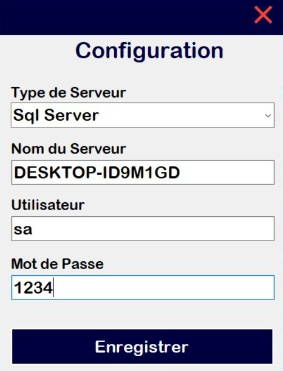 Configuration
Type de Serveur
Sql Server
Nom du Serveur
DESKTOP-ID9M1GD
Utilisateur
sa
Mot de Passe
1234
Enregistrer